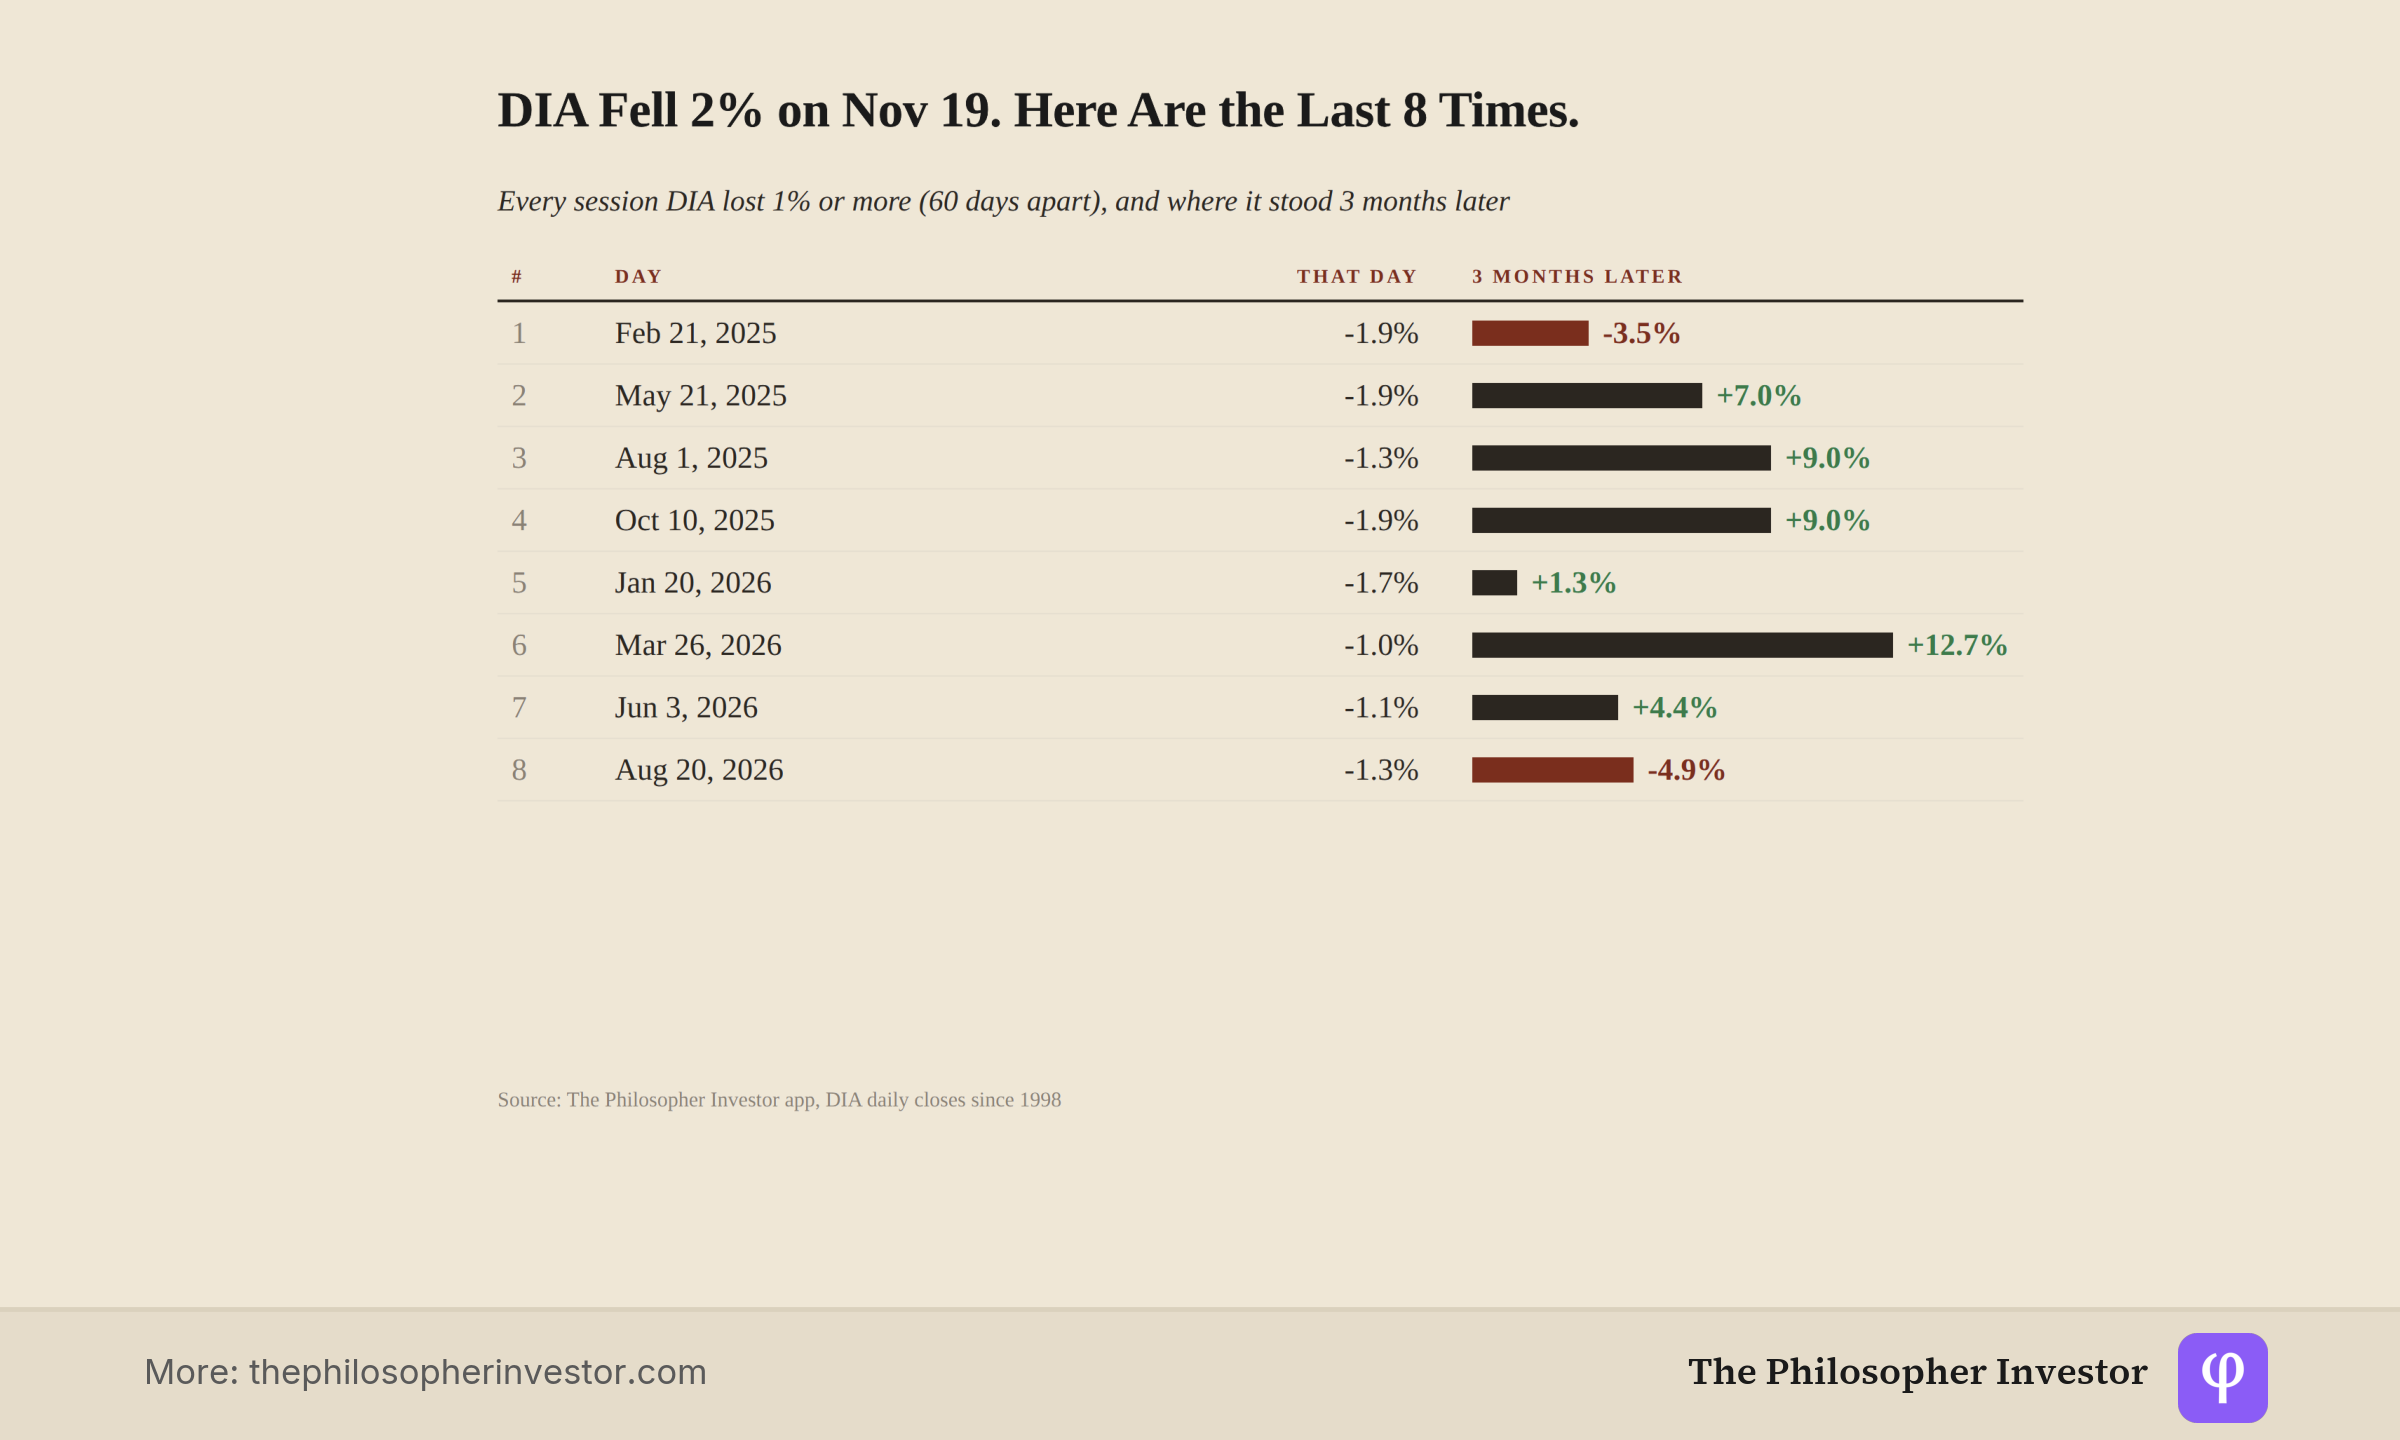 DIA Fell 2% on Nov 19. Here Are the Last 8 Times.
Every session DIA lost 1% or more (60 days apart), and where it stood 3 months later
# DAY THAT DAY 3 MONTHS LATER
1 Feb 21, 2025 -1.9% -3.5%
2 May 21, 2025 -1.9% +7.0%
3 Aug 1, 2025 -1.3% +9.0%
4 Oct 10, 2025 -1.9% +9.0%
5 Jan 20, 2026 -1.7% +1.3%
6 Mar 26, 2026 -1.0% +12.7%
7 Jun 3, 2026 -1.1% +4.4%
8 Aug 20, 2026 -1.3% -4.9%
Source: The Philosopher Investor app, DIA daily closes since 1998
More: thephilosopherinvestor.com
The Philosopher Investor φ